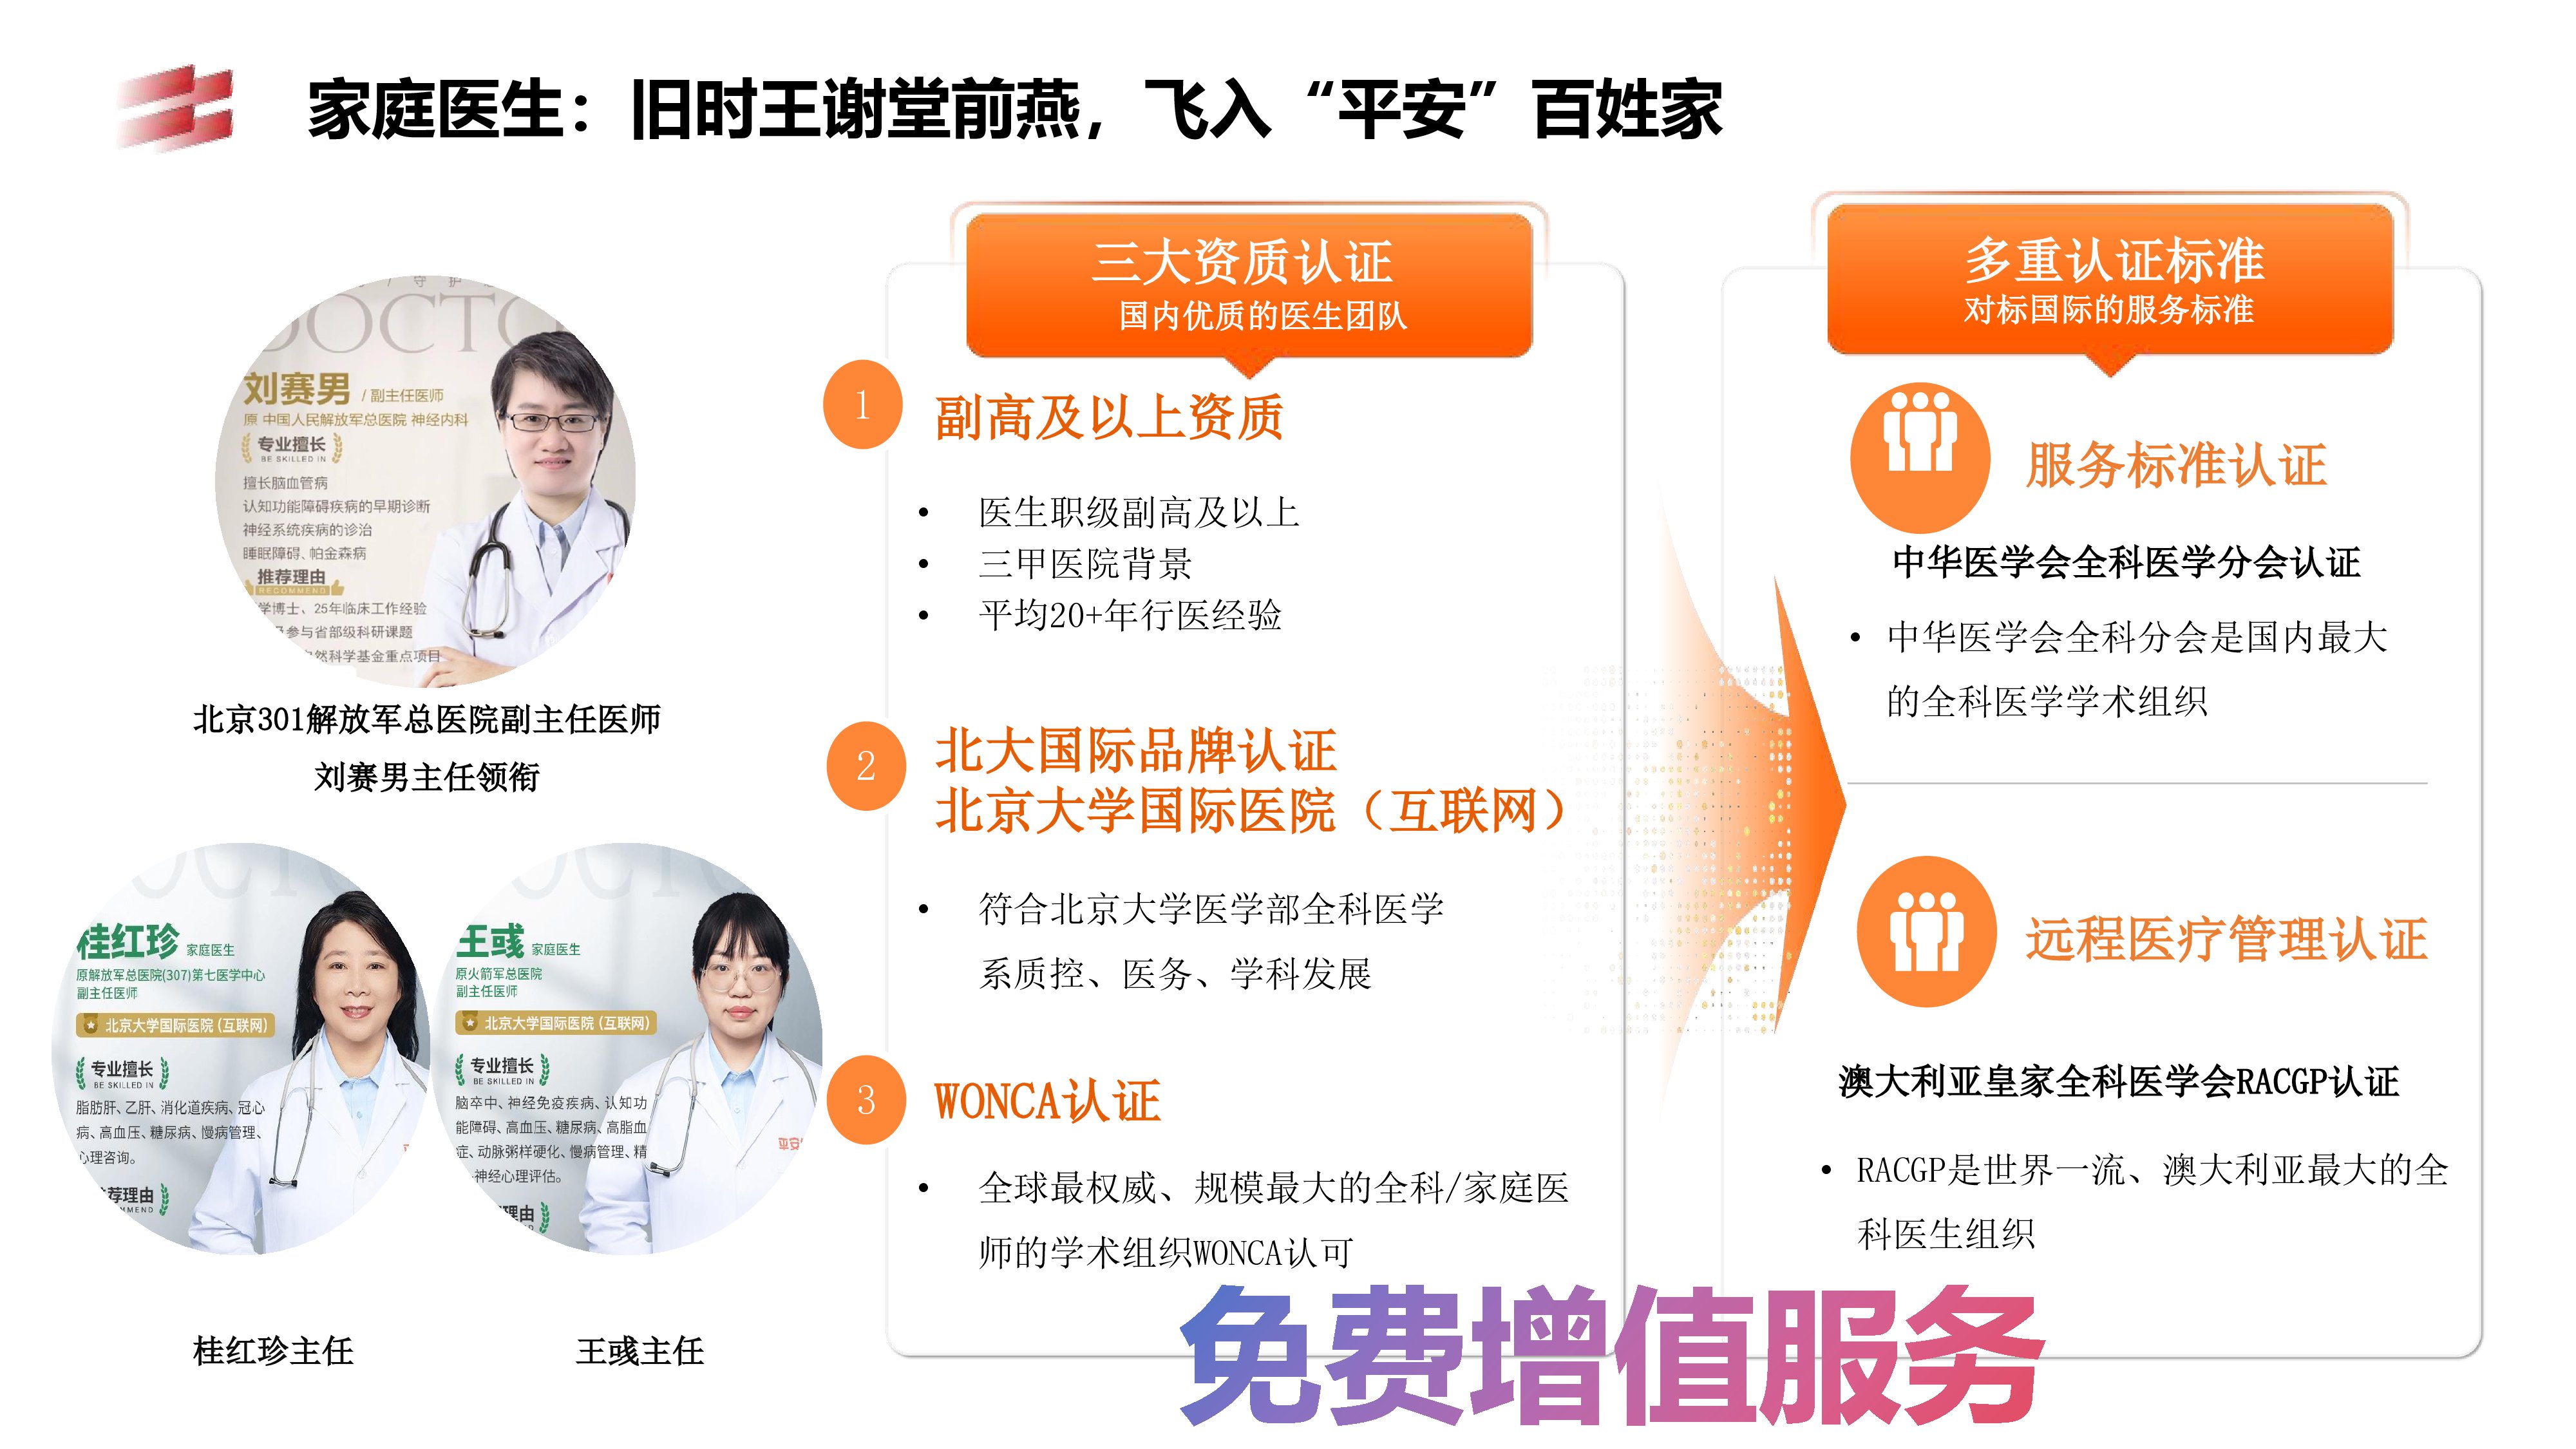 家庭医生：旧时王谢堂前燕，飞入“平安”百姓家
守 护
DOCTO
刘赛男 / 副主任医师
原 中国人民解放军总医院 神经内科
专业擅长
BE SKILLED IN
擅长脑血管病
认知功能障碍疾病的早期诊断
神经系统疾病的诊治
睡眠障碍、帕金森病
推荐理由
RECOMMEND
学博士、25年临床工作经验
参与省部级科研课题
然科学基金重点项目
北京301解放军总医院副主任医师
刘赛男主任领衔
桂红珍 家庭医生
原解放军总医院(307)第七医学中心
副主任医师
北京大学国际医院 (互联网)
专业擅长
BE SKILLED IN
脂肪肝、乙肝、消化道疾病、冠心
病、高血压、糖尿病、慢病管理、
心理咨询。
荐理由
MMEND
桂红珍主任
王彧 家庭医生
原火箭军总医院
副主任医师
北京大学国际医院 (互联网)
专业擅长
BE SKILLED IN
脑卒中、神经免疫疾病、认知功
能障碍、高血压、糖尿病、高脂血
症、动脉粥样硬化、慢病管理、精
神经心理评估。
理由
平安
王彧主任
三大资质认证
国内优质的医生团队
1 副高及以上资质
• 医生职级副高及以上
• 三甲医院背景
• 平均20+年行医经验
2 北大国际品牌认证
北京大学国际医院（互联网）
• 符合北京大学医学部全科医学
系质控、医务、学科发展
3 WONCA认证
• 全球最权威、规模最大的全科/家庭医
师的学术组织WONCA认可
多重认证标准
对标国际的服务标准
服务标准认证
中华医学会全科医学分会认证
• 中华医学会全科分会是国内最大
的全科医学学术组织
远程医疗管理认证
澳大利亚皇家全科医学会RACGP认证
• RACGP是世界一流、澳大利亚最大的全
科医生组织
免费增值服务